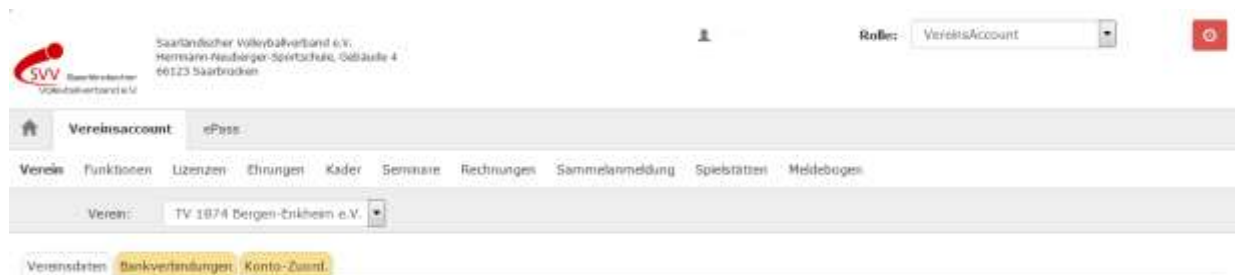 Saarländischer Volleyballverband e.V.
Hermann-Neuberger-Sportschule, Gebäude 4
66123 Saarbrücken
Rolle: VereinsAccount
SVV Saarländischer
Volleyballverband e.V.
Vereinsaccount ePass
Verein Funktionen Lizenzen Ehrungen Kader Seminare Rechnungen Sammelanmeldung Spielstätten Meldebogen
Verein: TV 1874 Bergen-Enkheim e.V.
Vereinsdaten Bankverbindungen Konto-Zuord.